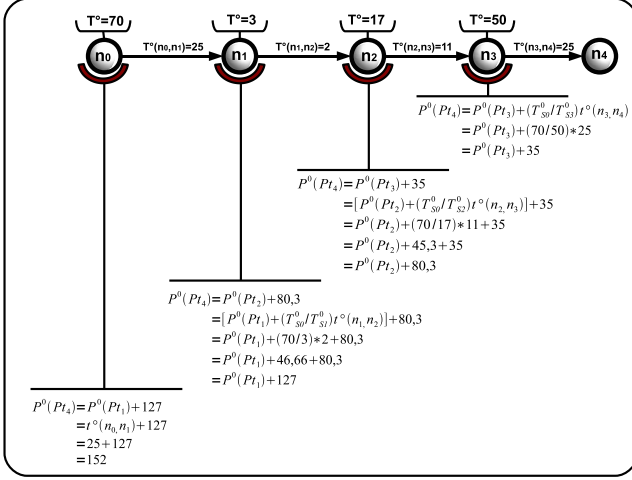 T°=70 T°=3 T°=17 T°=50
n0 T°(n0,n1)=25 n1 T°(n1,n2)=2 n2 T°(n2,n3)=11 n3 T°(n3,n4)=25 n4
P⁰(Pt₄)=P⁰(Pt₃)+(T⁰S0/T⁰S3)t°(n₃,n₄)
=P⁰(Pt₃)+(70/50)*25
=P⁰(Pt₃)+35
P⁰(Pt₄)=P⁰(Pt₃)+35
=[P⁰(Pt₂)+(T⁰S0/T⁰S2)t°(n₂,n₃)]+35
=P⁰(Pt₂)+(70/17)*11+35
=P⁰(Pt₂)+45,3+35
=P⁰(Pt₂)+80,3
P⁰(Pt₄)=P⁰(Pt₂)+80,3
=[P⁰(Pt₁)+(T⁰S0/T⁰S1)t°(n₁,n₂)]+80,3
=P⁰(Pt₁)+(70/3)*2+80,3
=P⁰(Pt₁)+46,66+80,3
=P⁰(Pt₁)+127
P⁰(Pt₄)=P⁰(Pt₁)+127
=t°(n₀,n₁)+127
=25+127
=152